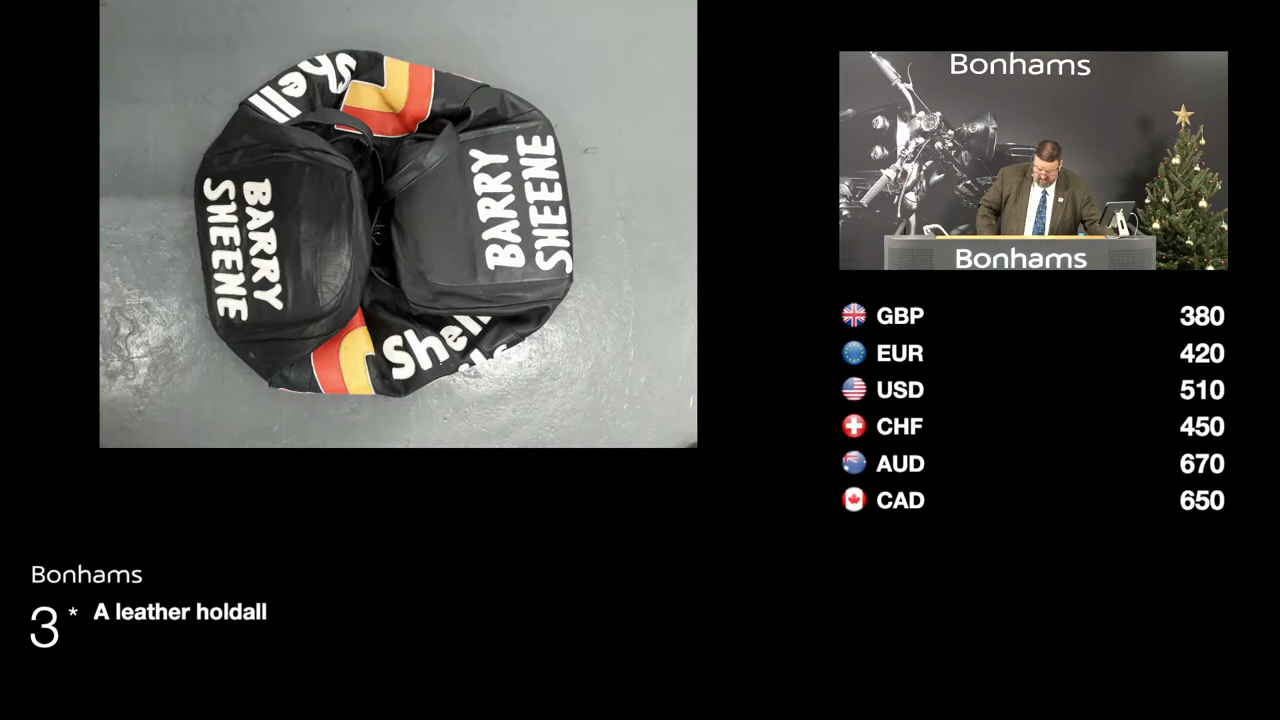 Shell
BARRY
SHEENE
BARRY
SHEENE
Shell
Bonhams
Bonhams
GBP 380
EUR 420
USD 510
CHF 450
AUD 670
CAD 650
Bonhams
3* A leather holdall